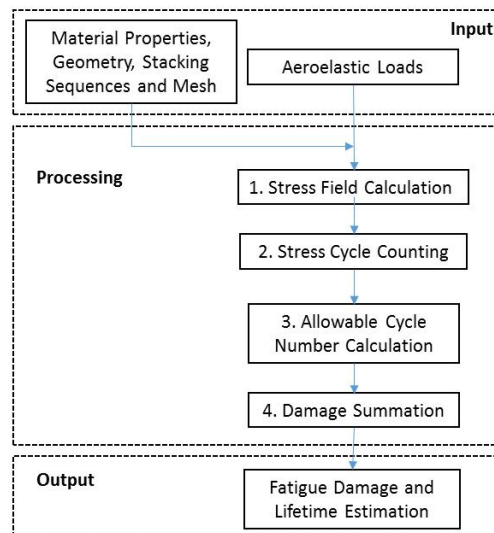 Input
Material Properties,
Geometry, Stacking
Sequences and Mesh
Aeroelastic Loads
Processing
1. Stress Field Calculation
2. Stress Cycle Counting
3. Allowable Cycle
Number Calculation
4. Damage Summation
Output
Fatigue Damage and
Lifetime Estimation